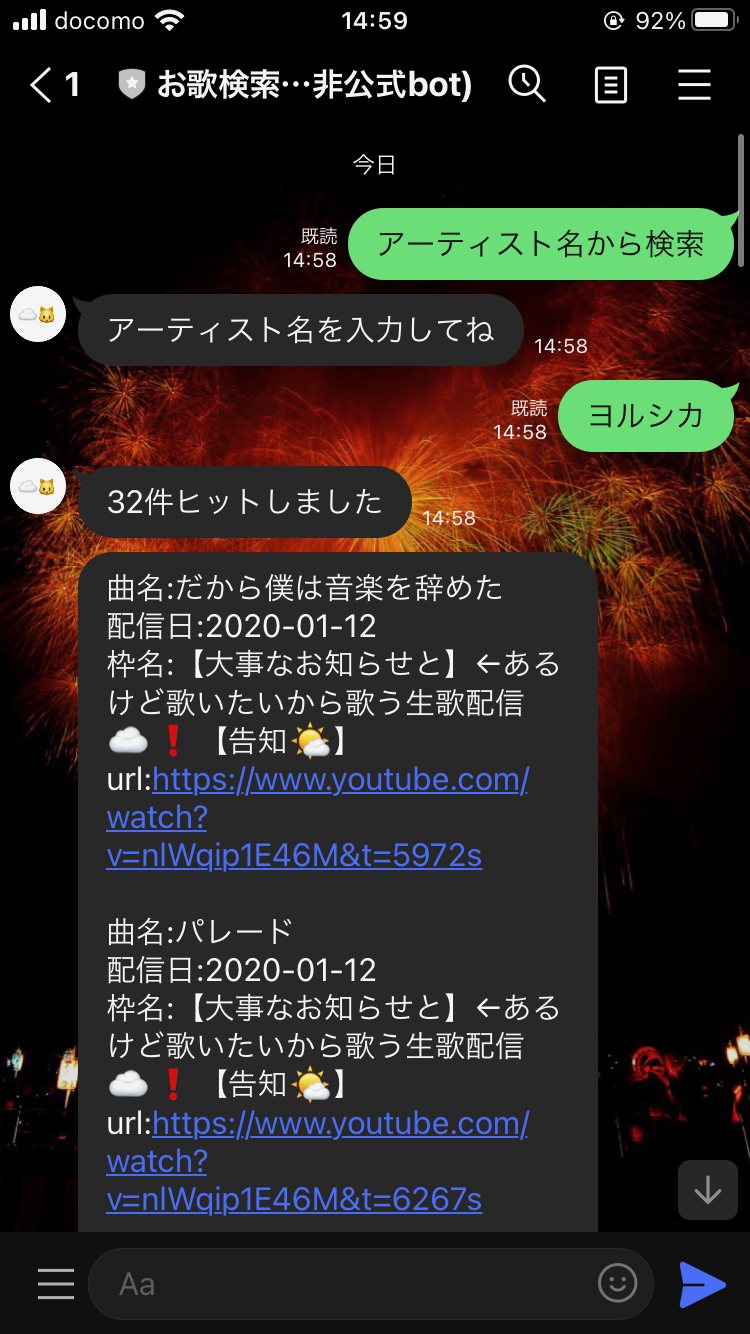 docomo 14:59 92%
1 お歌検索…非公式bot)
今日
アーティスト名から検索
既読
14:58
アーティスト名を入力してね
14:58
ヨルシカ
既読
14:58
32件ヒットしました
14:58
曲名:だから僕は音楽を辞めた
配信日:2020-01-12
枠名:【大事なお知らせと】←ある
けど歌いたいから歌う生歌配信
☁️❗【告知🌤️】
url:https://www.youtube.com/
watch?
v=nlWqip1E46M&t=5972s
曲名:パレード
配信日:2020-01-12
枠名:【大事なお知らせと】←ある
けど歌いたいから歌う生歌配信
☁️❗【告知🌤️】
url:https://www.youtube.com/
watch?
v=nlWqip1E46M&t=6267s
Aa